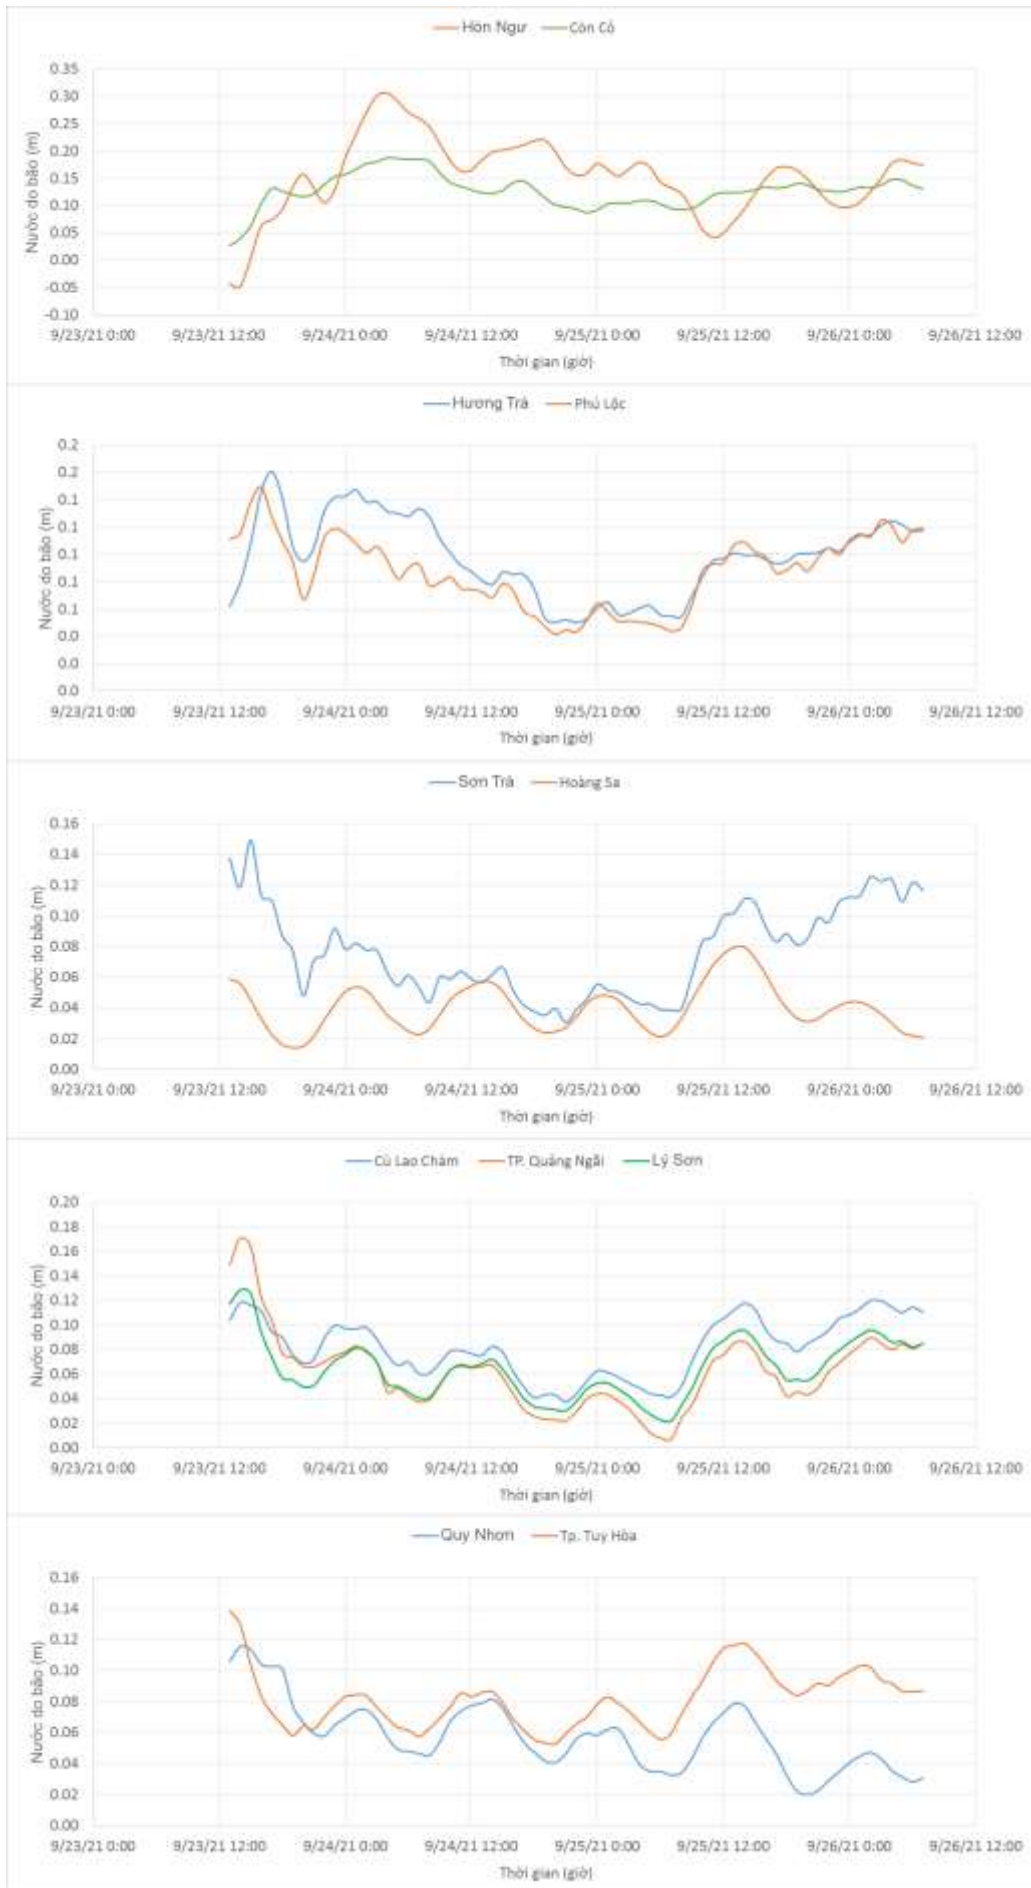 Hòn Ngư Cồn Cỏ
0.35
0.30
0.25
0.20
0.15
0.10
0.05
0.00
-0.05
-0.10
Nước do bão (m)
9/23/21 0:00 9/23/21 12:00 9/24/21 0:00 9/24/21 12:00 9/25/21 0:00 9/25/21 12:00 9/26/21 0:00 9/26/21 12:00
Thời gian (giờ)
Hương Trà Phú Lộc
0.2
0.2
0.1
0.1
0.1
0.1
0.1
0.0
0.0
0.0
Nước do bão (m)
9/23/21 0:00 9/23/21 12:00 9/24/21 0:00 9/24/21 12:00 9/25/21 0:00 9/25/21 12:00 9/26/21 0:00 9/26/21 12:00
Thời gian (giờ)
Sơn Trà Hoàng Sa
0.16
0.14
0.12
0.10
0.08
0.06
0.04
0.02
0.00
Nước do bão (m)
9/23/21 0:00 9/23/21 12:00 9/24/21 0:00 9/24/21 12:00 9/25/21 0:00 9/25/21 12:00 9/26/21 0:00 9/26/21 12:00
Thời gian (giờ)
Cù Lao Chàm TP. Quảng Ngãi Lý Sơn
0.20
0.18
0.16
0.14
0.12
0.10
0.08
0.06
0.04
0.02
0.00
Nước do bão (m)
9/23/21 0:00 9/23/21 12:00 9/24/21 0:00 9/24/21 12:00 9/25/21 0:00 9/25/21 12:00 9/26/21 0:00 9/26/21 12:00
Thời gian (giờ)
Quy Nhơn Tp. Tuy Hòa
0.16
0.14
0.12
0.10
0.08
0.06
0.04
0.02
0.00
Nước do bão (m)
9/23/21 0:00 9/23/21 12:00 9/24/21 0:00 9/24/21 12:00 9/25/21 0:00 9/25/21 12:00 9/26/21 0:00 9/26/21 12:00
Thời gian (giờ)